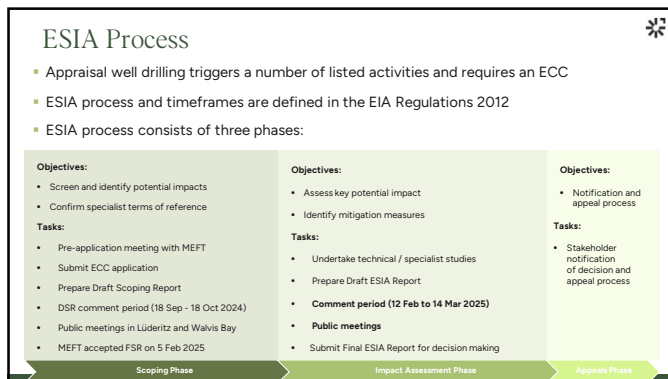 ESIA Process
Appraisal well drilling triggers a number of listed activities and requires an ECC
ESIA process and timeframes are defined in the EIA Regulations 2012
ESIA process consists of three phases:
Objectives:
Screen and identify potential impacts
Confirm specialist terms of reference
Tasks:
Pre-application meeting with MEFT
Submit ECC application
Prepare Draft Scoping Report
DSR comment period (18 Sep - 18 Oct 2024)
Public meetings in Lüderitz and Walvis Bay
MEFT accepted FSR on 5 Feb 2025
Scoping Phase
Objectives:
Assess key potential impact
Identify mitigation measures
Tasks:
Undertake technical / specialist studies
Prepare Draft ESIA Report
Comment period (12 Feb to 14 Mar 2025)
Public meetings
Submit Final ESIA Report for decision making
Impact Assessment Phase
Objectives:
Notification and
appeal process
Tasks:
Stakeholder
notification
of decision and
appeal process
Appeals Phase